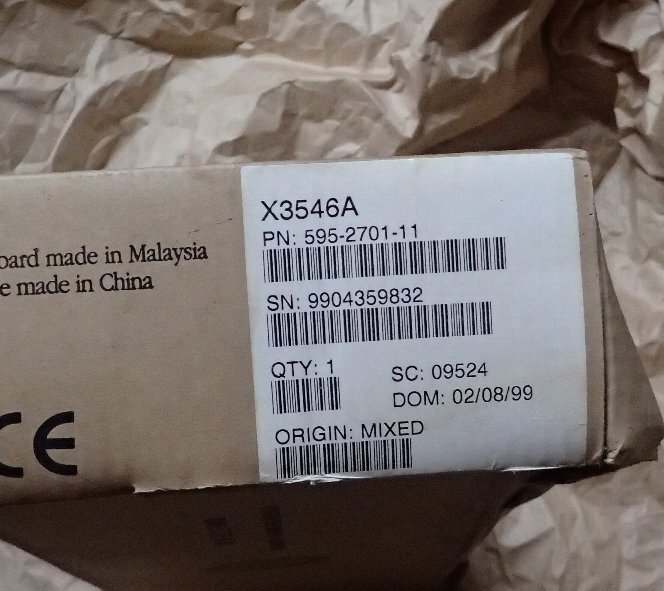 X3546A
PN: 595-2701-11
SN: 9904359832
QTY: 1
SC: 09524
DOM: 02/08/99
ORIGIN: MIXED
made in Malaysia
made in China
CE